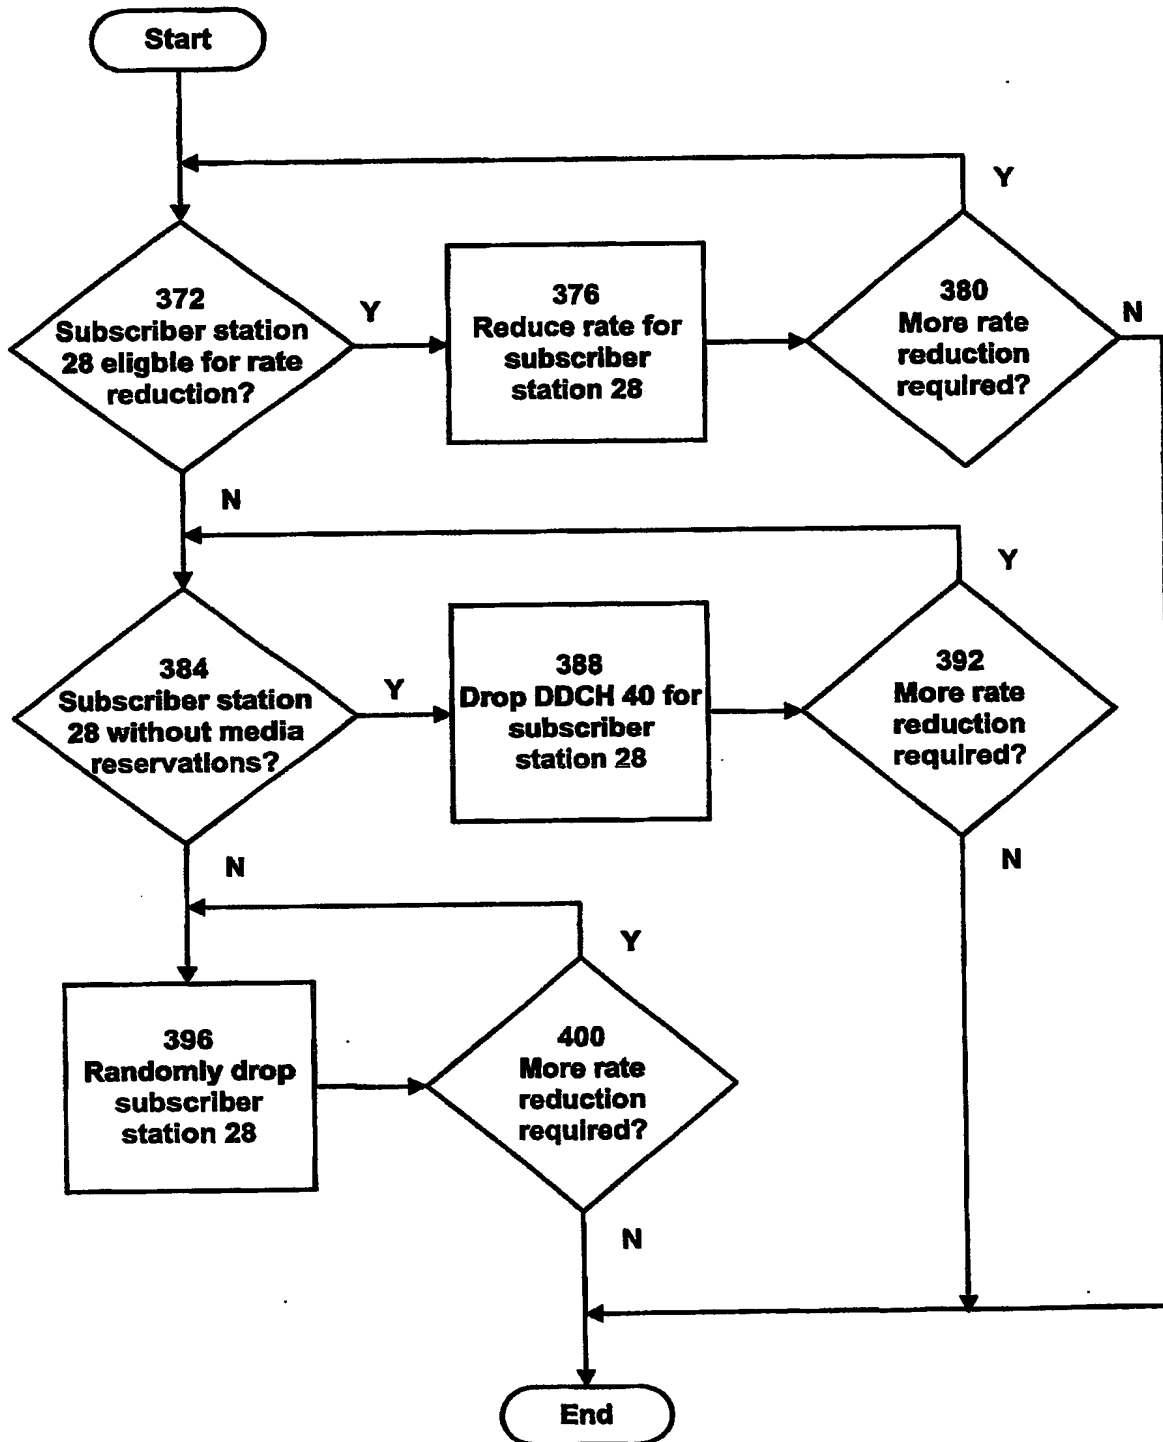 Start
Y
372
Subscriber station
28 eligble for rate
reduction?
Y
376
Reduce rate for
subscriber
station 28
380
More rate
reduction
required?
N
N
Y
384
Subscriber station
28 without media
reservations?
Y
388
Drop DDCH 40 for
subscriber
station 28
392
More rate
reduction
required?
N
N
Y
396
Randomly drop
subscriber
station 28
400
More rate
reduction
required?
N
End